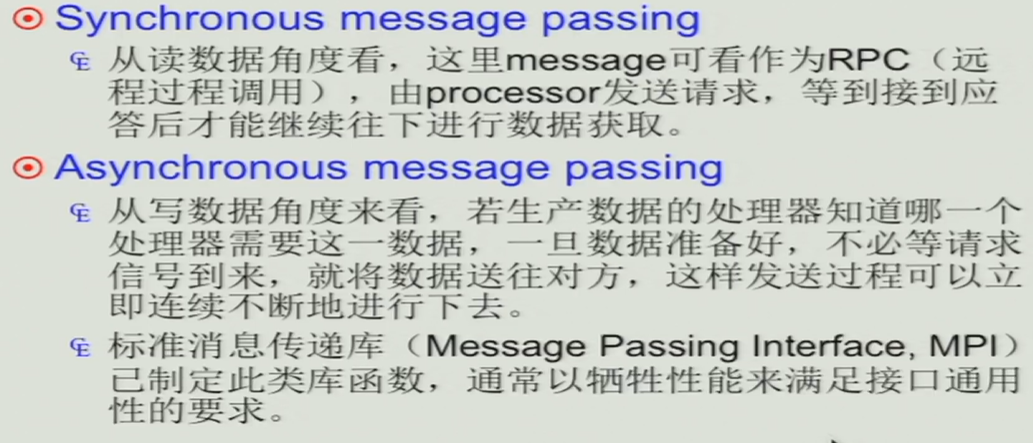 Synchronous message passing
从读数据角度看，这里message可看作为RPC（远
程过程调用），由processor发送请求，等到接到应
答后才能继续往下进行数据获取。
Asynchronous message passing
从写数据角度来看，若生产数据的处理器知道哪一个
处理器需要这一数据，一旦数据准备好，不必等请求
信号到来，就将数据送往对方，这样发送过程可以立
即连续不断地进行下去。
标准消息传递库（Message Passing Interface, MPI）
已制定此类库函数，通常以牺牲性能来满足接口通用
性的要求。